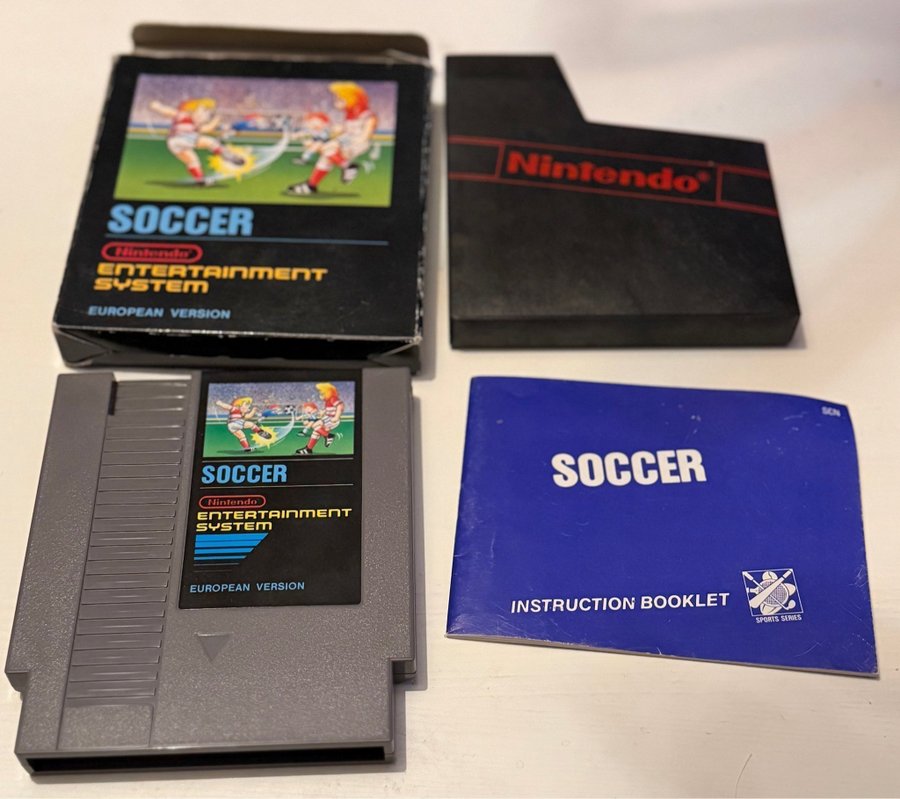 SOCCER
Nintendo
ENTERTAINMENT
SYSTEM
EUROPEAN VERSION
Nintendo®
SOCCER
Nintendo
ENTERTAINMENT
SYSTEM
EUROPEAN VERSION
SCN
SOCCER
INSTRUCTION BOOKLET
SPORTS SERIES